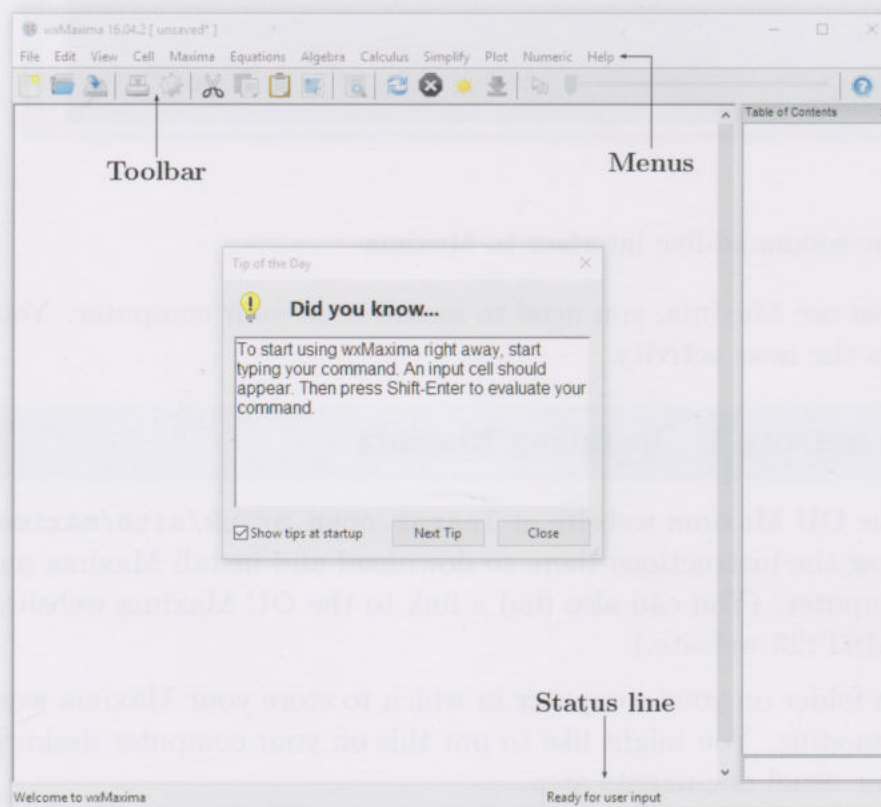 wxMaxima 16.04.2 [ unsaved* ]
File Edit View Cell Maxima Equations Algebra Calculus Simplify Plot Numeric Help
Table of Contents
Toolbar
Menus
Tip of the Day
Did you know...
To start using wxMaxima right away, start
typing your command. An input cell should
appear. Then press Shift-Enter to evaluate your
command.
Show tips at startup Next Tip Close
Status line
Welcome to wxMaxima Ready for user input